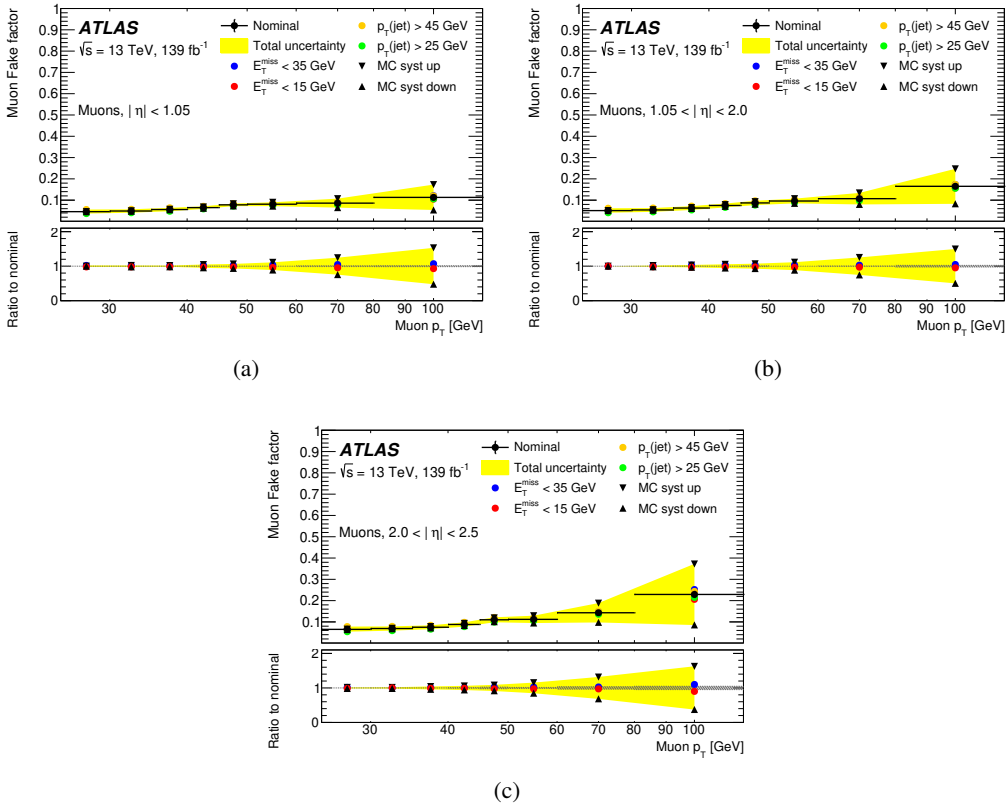 Muon Fake factor
1
0.9
0.8
0.7
0.6
0.5
0.4
0.3
0.2
0.1
ATLAS
√s = 13 TeV, 139 fb⁻¹
Muons, | η| < 1.05
Nominal
Total uncertainty
E_T^miss < 35 GeV
E_T^miss < 15 GeV
p_T(jet) > 45 GeV
p_T(jet) > 25 GeV
MC syst up
MC syst down
Ratio to nominal
2
1
0
30 40 50 60 70 80 90 100
Muon p_T [GeV]
(a)
Muon Fake factor
1
0.9
0.8
0.7
0.6
0.5
0.4
0.3
0.2
0.1
ATLAS
√s = 13 TeV, 139 fb⁻¹
Muons, 1.05 < | η| < 2.0
Nominal
Total uncertainty
E_T^miss < 35 GeV
E_T^miss < 15 GeV
p_T(jet) > 45 GeV
p_T(jet) > 25 GeV
MC syst up
MC syst down
Ratio to nominal
2
1
0
30 40 50 60 70 80 90 100
Muon p_T [GeV]
(b)
Muon Fake factor
1
0.9
0.8
0.7
0.6
0.5
0.4
0.3
0.2
0.1
ATLAS
√s = 13 TeV, 139 fb⁻¹
Muons, 2.0 < | η| < 2.5
Nominal
Total uncertainty
E_T^miss < 35 GeV
E_T^miss < 15 GeV
p_T(jet) > 45 GeV
p_T(jet) > 25 GeV
MC syst up
MC syst down
Ratio to nominal
2
1
0
30 40 50 60 70 80 90 100
Muon p_T [GeV]
(c)